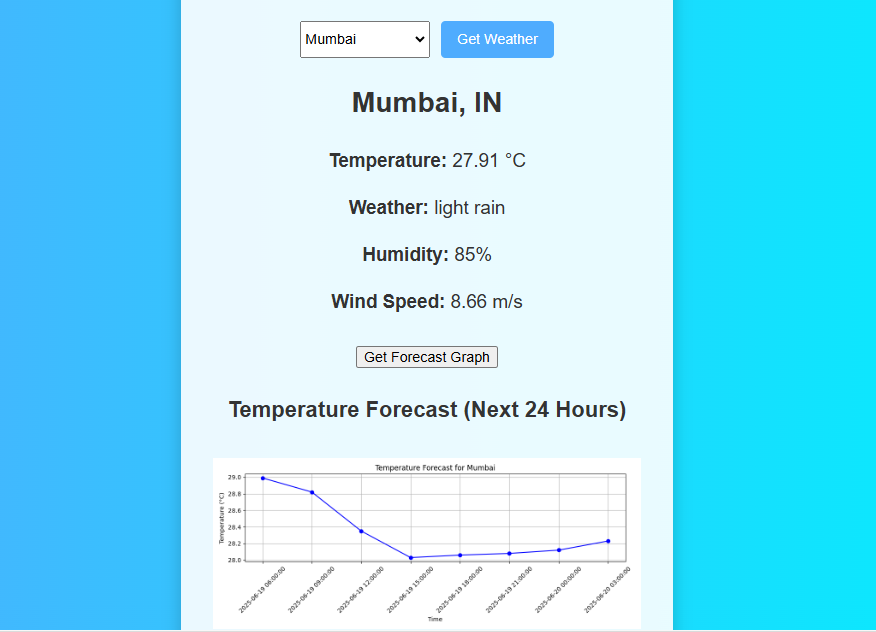 Mumbai
Get Weather
Mumbai, IN
Temperature: 27.91 °C
Weather: light rain
Humidity: 85%
Wind Speed: 8.66 m/s
Get Forecast Graph
Temperature Forecast (Next 24 Hours)
Temperature Forecast for Mumbai
Temperature (°C)
29.0
28.8
28.6
28.4
28.2
28.0
2025-06-19 06:00:00
2025-06-19 09:00:00
2025-06-19 12:00:00
2025-06-19 15:00:00
2025-06-19 18:00:00
2025-06-19 21:00:00
2025-06-20 00:00:00
2025-06-20 03:00:00
Time